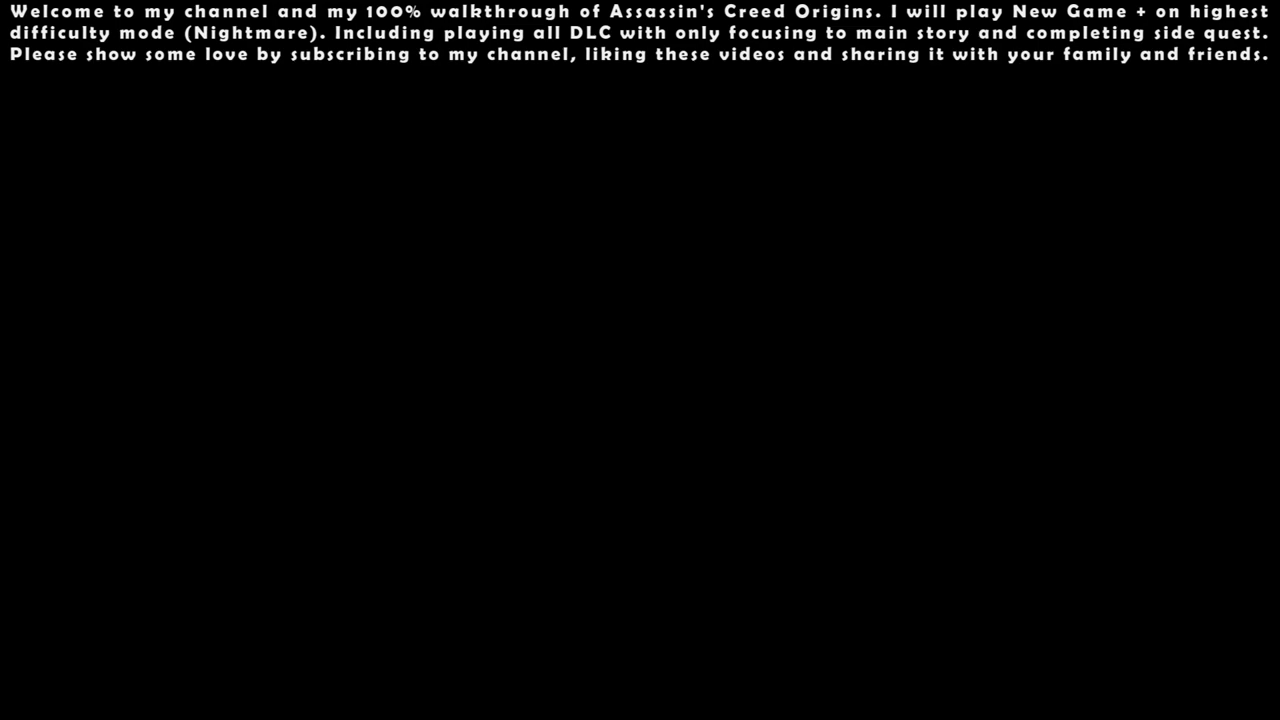 Welcome to my channel and my 100% walkthrough of Assassin's Creed Origins. I will play New Game + on highest
difficulty mode (Nightmare). Including playing all DLC with only focusing to main story and completing side quest.
Please show some love by subscribing to my channel, liking these videos and sharing it with your family and friends.